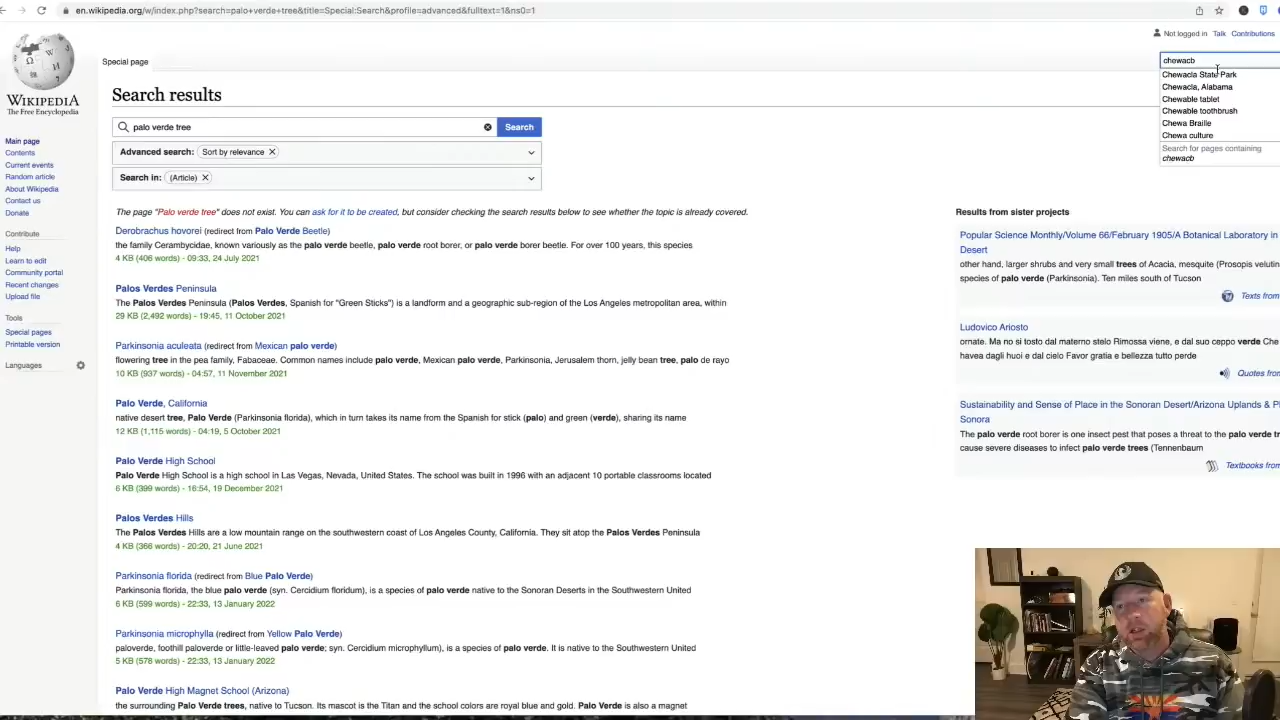 en.wikipedia.org/w/index.php?search=palo+verde+tree&title=Special:Search&profile=advanced&fulltext=1&ns0=1
Not logged in Talk Contributions
Special page
chewacb
WIKIPEDIA
The Free Encyclopedia
Chewacla State Park
Chewacla, Alabama
Chewable tablet
Chewable toothbrush
Chewa Braille
Chewa culture
Search for pages containing
chewacb
Search results
palo verde tree
Search
Advanced search: Sort by relevance
Search in: (Article)
Main page
Contents
Current events
Random article
About Wikipedia
Contact us
Donate
Contribute
Help
Learn to edit
Community portal
Recent changes
Upload file
Tools
Special pages
Printable version
Languages
The page "Palo verde tree" does not exist. You can ask for it to be created, but consider checking the search results below to see whether the topic is already covered.
Derobrachus hovorei (redirect from Palo Verde Beetle)
the family Cerambycidae, known variously as the palo verde beetle, palo verde root borer, or palo verde borer beetle. For over 100 years, this species
4 KB (406 words) - 09:33, 24 July 2021
Palos Verdes Peninsula
The Palos Verdes Peninsula (Palos Verdes, Spanish for "Green Sticks") is a landform and a geographic sub-region of the Los Angeles metropolitan area, within
29 KB (2,492 words) - 19:45, 11 October 2021
Parkinsonia aculeata (redirect from Mexican palo verde)
flowering tree in the pea family, Fabaceae. Common names include palo verde, Mexican palo verde, Parkinsonia, Jerusalem thorn, jelly bean tree, palo de rayo
10 KB (937 words) - 04:57, 11 November 2021
Palo Verde, California
native desert tree, Palo Verde (Parkinsonia florida), which in turn takes its name from the Spanish for stick (palo) and green (verde), sharing its name
12 KB (1,115 words) - 04:19, 5 October 2021
Palo Verde High School
Palo Verde High School is a high school in Las Vegas, Nevada, United States. The school was built in 1996 with an adjacent 10 portable classrooms located
6 KB (399 words) - 16:54, 19 December 2021
Palos Verdes Hills
The Palos Verdes Hills are a low mountain range on the southwestern coast of Los Angeles County, California. They sit atop the Palos Verdes Peninsula
4 KB (366 words) - 20:20, 21 June 2021
Parkinsonia florida (redirect from Blue Palo Verde)
Parkinsonia florida, the blue palo verde (syn. Cercidium floridum), is a species of palo verde native to the Sonoran Deserts in the Southwestern United
6 KB (599 words) - 22:33, 13 January 2022
Parkinsonia microphylla (redirect from Yellow Palo Verde)
paloverde, foothill paloverde or little-leaved palo verde; syn. Cercidium microphyllum), is a species of palo verde. It is native to the Southwestern United
5 KB (578 words) - 22:33, 13 January 2022
Palo Verde High Magnet School (Arizona)
the surrounding Palo Verde trees, native to Tucson. Its mascot is the Titan and the school colors are royal blue and gold. Palo Verde is also a magnet
Results from sister projects
Popular Science Monthly/Volume 66/February 1905/A Botanical Laboratory in
Desert
other hand, larger shrubs and very small trees of Acacia, mesquite (Prosopis
species of palo verde (Parkinsonia). Ten miles south of Tucson
Texts from
Ludovico Ariosto
ornate. Ma no si tosto dal materno stelo Rimossa viene, e dal suo ceppo verde Che
havea dagli huoi e dal cielo Favor gratia e bellezza tutto perde
Quotes
Sustainability and Sense of Place in the Sonoran Desert/Arizona Uplands &
Sonora
The palo verde root borer is one insect pest that poses a threat to the palo verde
cause severe diseases to infect palo verde trees (Tennenbaum
Textbooks